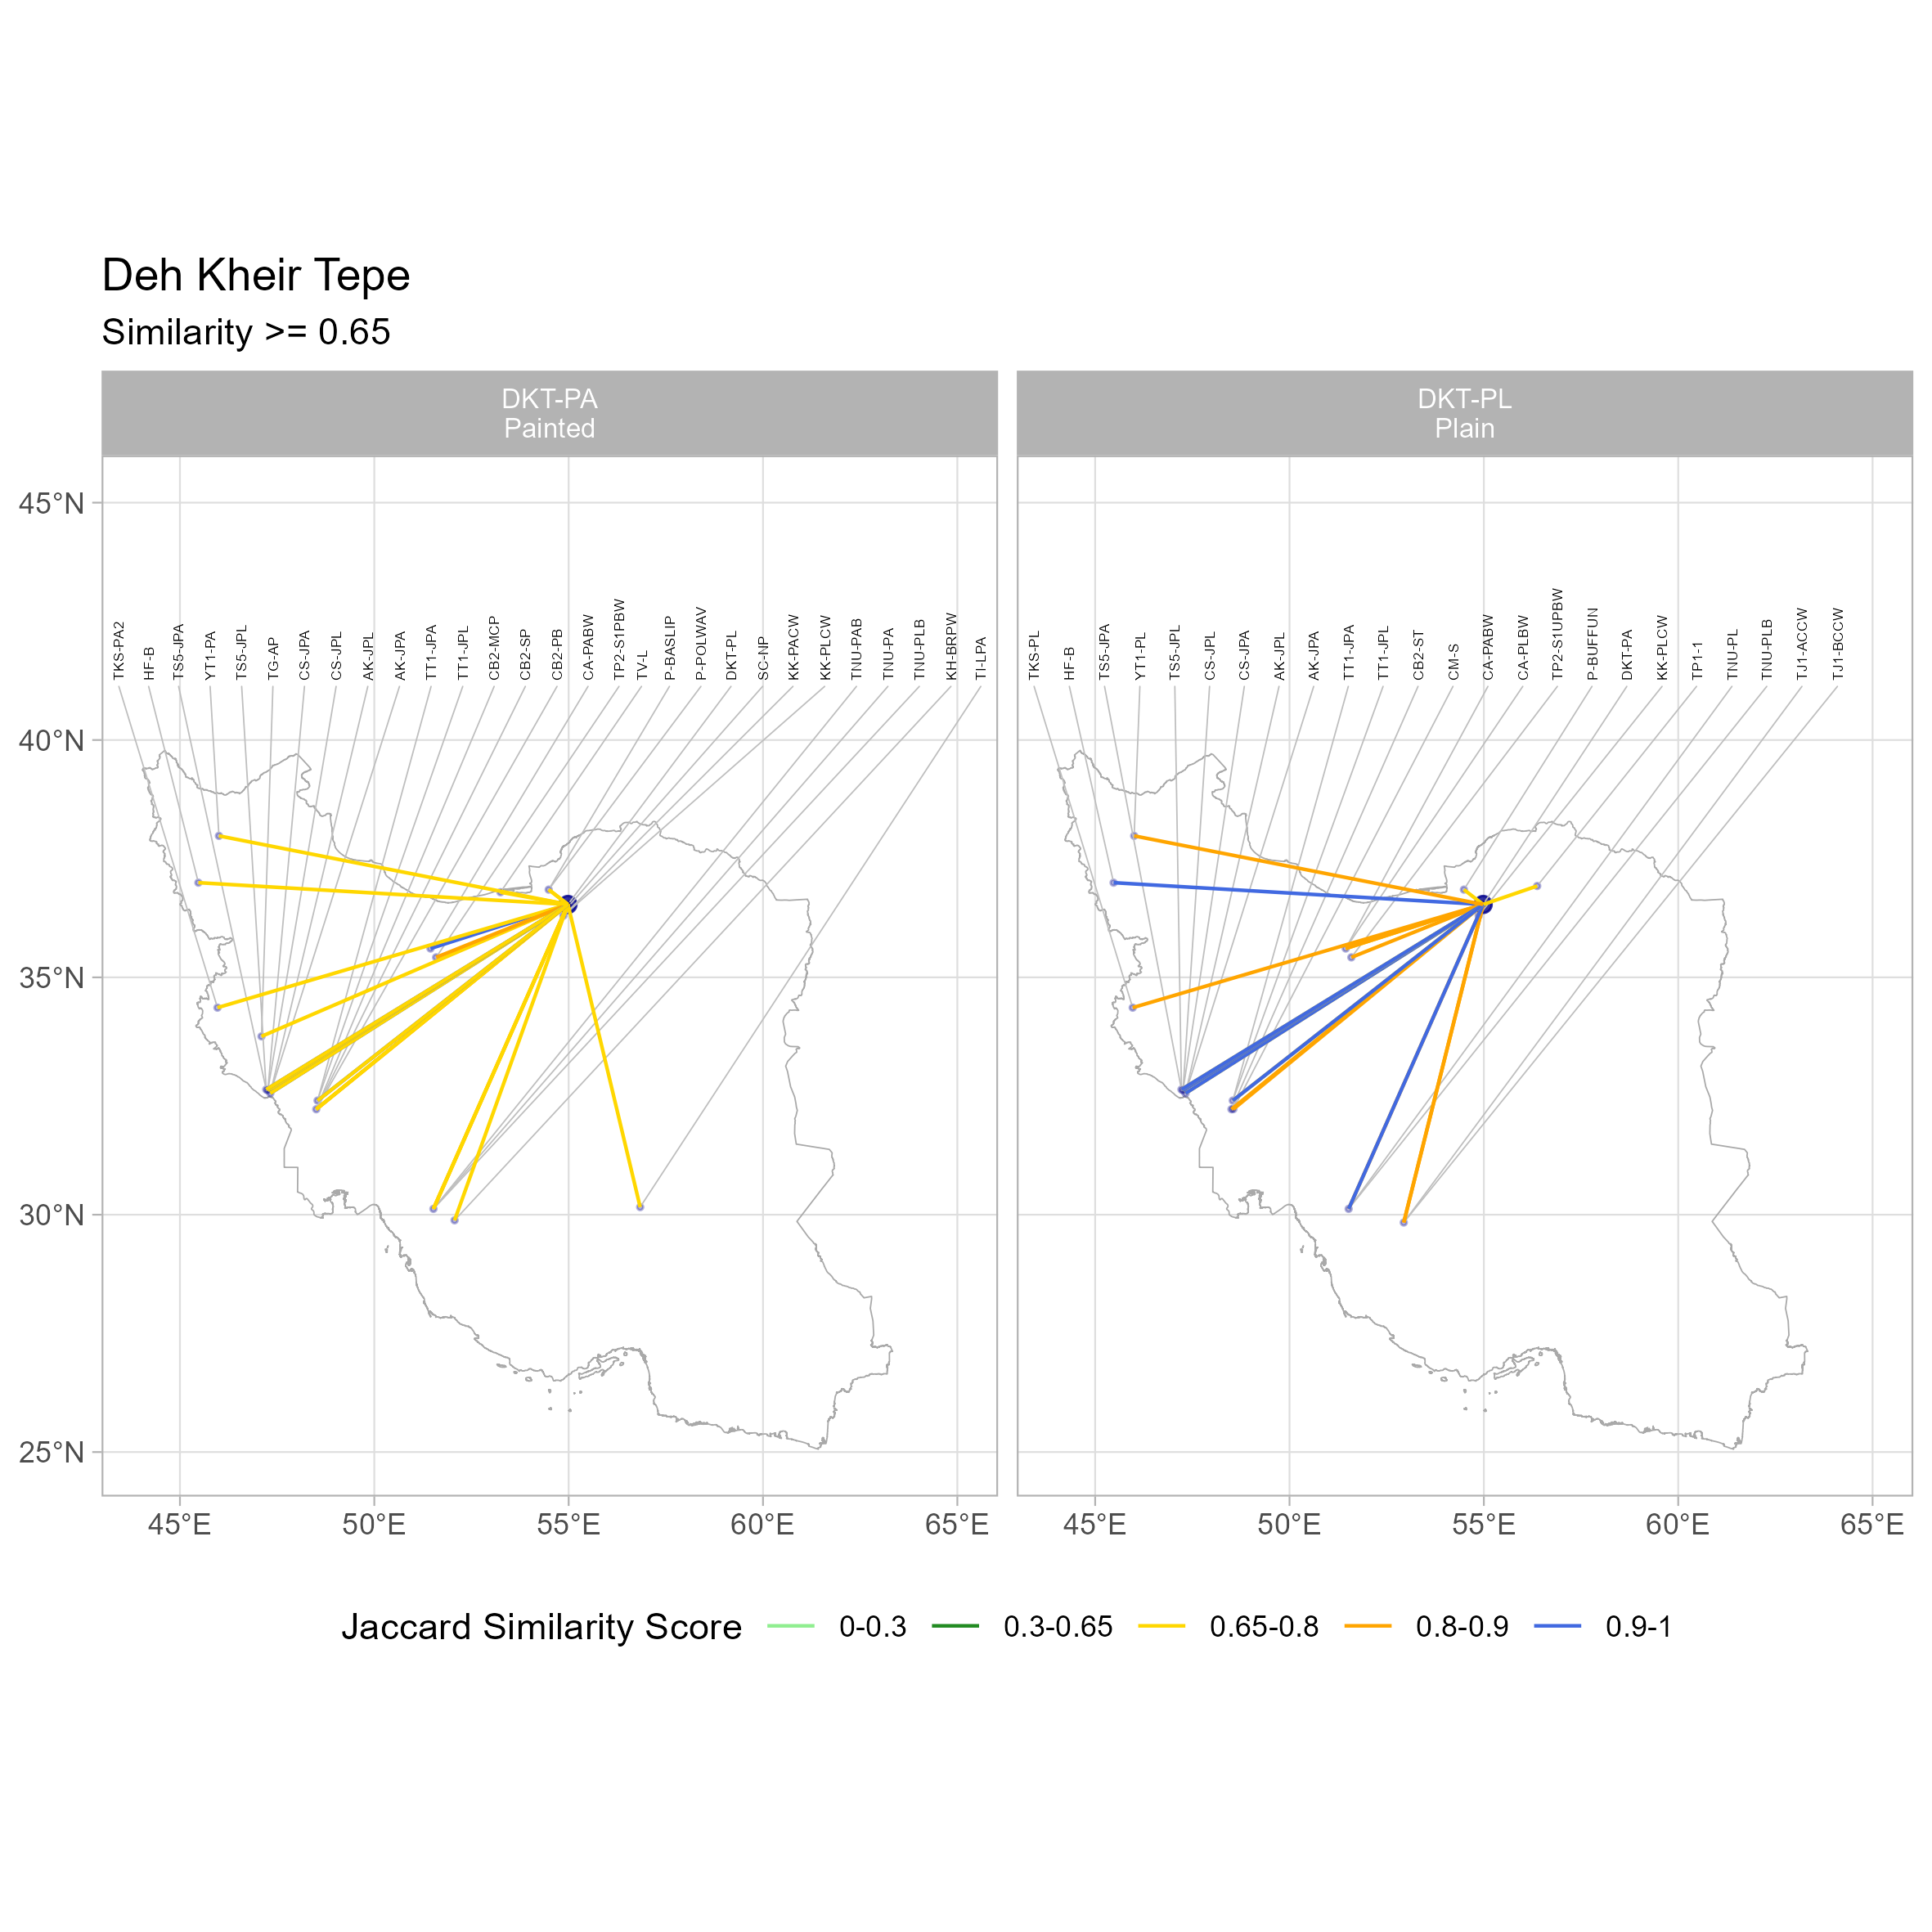 Deh Kheir Tepe
Similarity >= 0.65
DKT-PA
Painted
DKT-PL
Plain
45°N
40°N
35°N
30°N
25°N
TKS-PA2
HF-B
TS5-JPA
YT1-PA
TS5-JPL
TG-AP
CS-JPA
CS-JPL
AK-JPL
AK-JPA
TT1-JPA
TT1-JPL
CB2-MCP
CB2-SP
CB2-PB
CA-PABW
TP2-S1PBW
TV-L
P-BASLIP
P-POLWAV
DKT-PL
SC-NP
KK-PACW
KK-PLCW
TNU-PAB
TNU-PA
TNU-PLB
KH-BRPW
TI-LPA
TKS-PL
HF-B
TS5-JPA
YT1-PL
TS5-JPL
CS-JPL
CS-JPA
AK-JPL
AK-JPA
TT1-JPA
TT1-JPL
CB2-ST
CM-S
CA-PABW
CA-PLBW
TP2-S1UPBW
P-BUFFUN
DKT-PA
KK-PLCW
TP1-1
TNU-PL
TNU-PLB
TJ1-ACCW
TJ1-BCCW
45°E 50°E 55°E 60°E 65°E
45°E 50°E 55°E 60°E 65°E
Jaccard Similarity Score 0-0.3 0.3-0.65 0.65-0.8 0.8-0.9 0.9-1